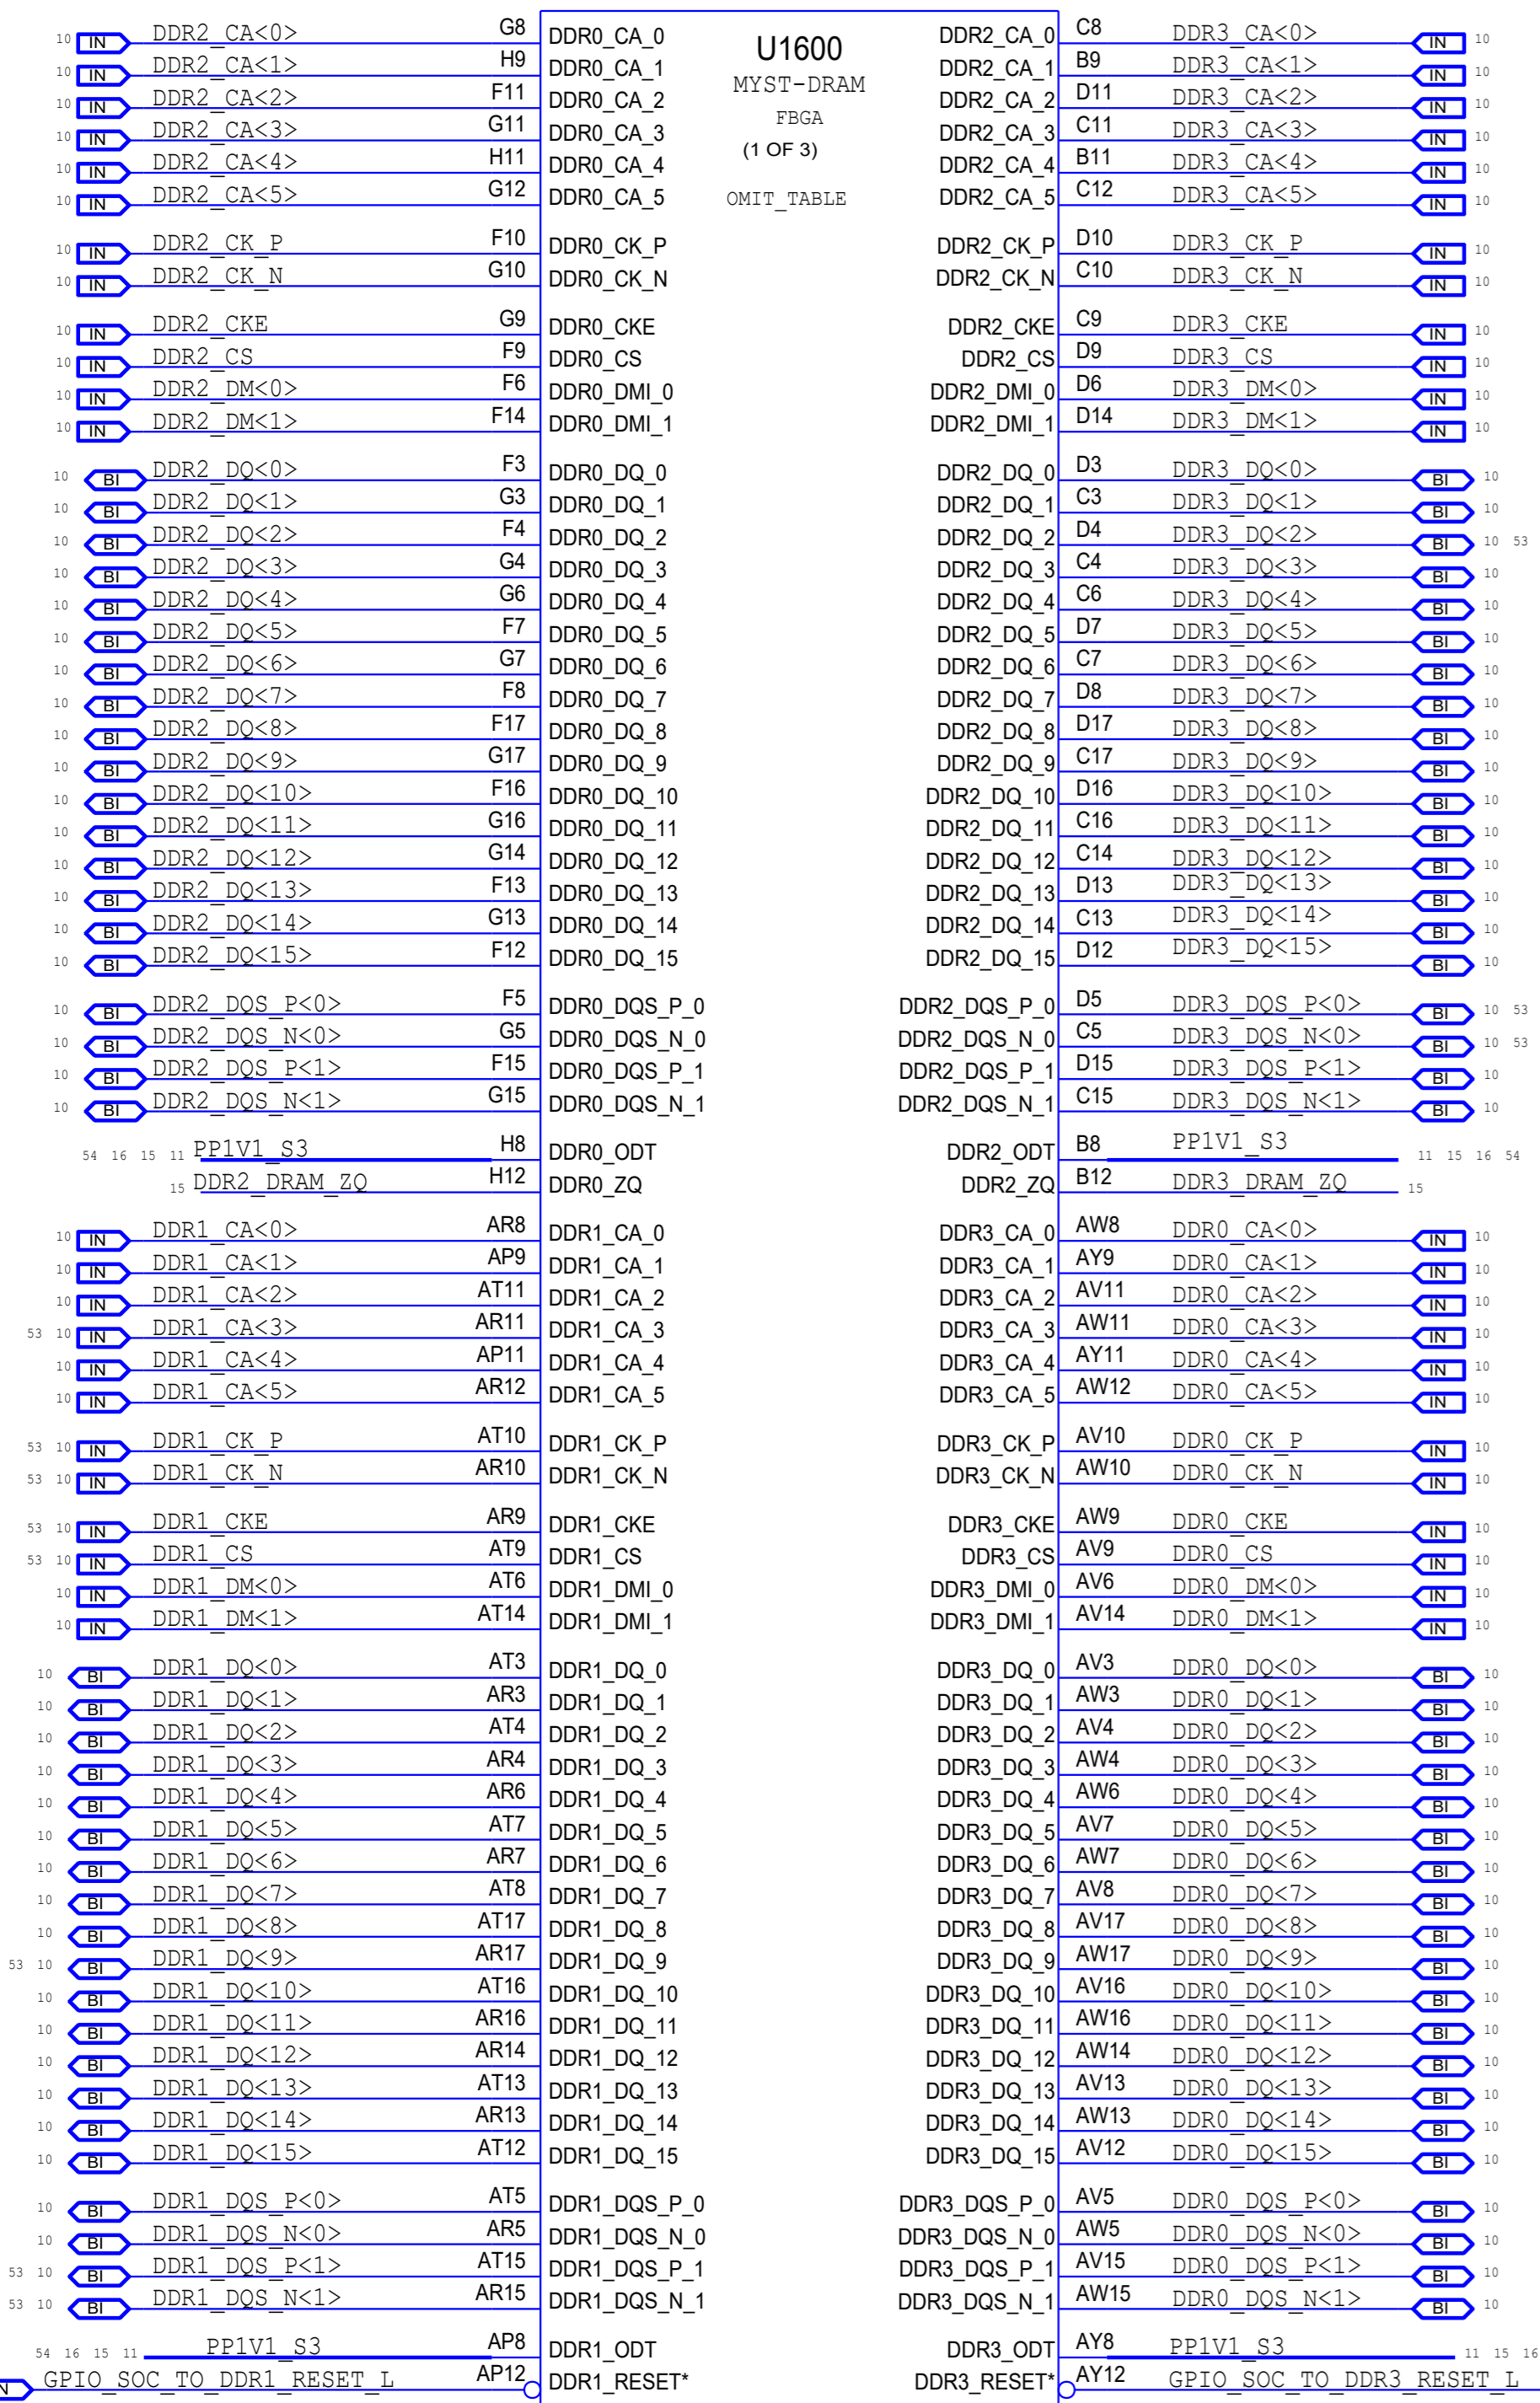 U1600
MYST-DRAM
FBGA
(1 OF 3)
OMIT_TABLE
10 IN DDR2_CA<0> G8 DDR0_CA_0 DDR2_CA_0 C8 DDR3_CA<0> IN 10
10 IN DDR2_CA<1> H9 DDR0_CA_1 DDR2_CA_1 B9 DDR3_CA<1> IN 10
10 IN DDR2_CA<2> F11 DDR0_CA_2 DDR2_CA_2 D11 DDR3_CA<2> IN 10
10 IN DDR2_CA<3> G11 DDR0_CA_3 DDR2_CA_3 C11 DDR3_CA<3> IN 10
10 IN DDR2_CA<4> H11 DDR0_CA_4 DDR2_CA_4 B11 DDR3_CA<4> IN 10
10 IN DDR2_CA<5> G12 DDR0_CA_5 DDR2_CA_5 C12 DDR3_CA<5> IN 10
10 IN DDR2_CK_P F10 DDR0_CK_P DDR2_CK_P D10 DDR3_CK_P IN 10
10 IN DDR2_CK_N G10 DDR0_CK_N DDR2_CK_N C10 DDR3_CK_N IN 10
10 IN DDR2_CKE G9 DDR0_CKE DDR2_CKE C9 DDR3_CKE IN 10
10 IN DDR2_CS F9 DDR0_CS DDR2_CS D9 DDR3_CS IN 10
10 IN DDR2_DM<0> F6 DDR0_DMI_0 DDR2_DMI_0 D6 DDR3_DM<0> IN 10
10 IN DDR2_DM<1> F14 DDR0_DMI_1 DDR2_DMI_1 D14 DDR3_DM<1> IN 10
10 BI DDR2_DQ<0> F3 DDR0_DQ_0 DDR2_DQ_0 D3 DDR3_DQ<0> BI 10
10 BI DDR2_DQ<1> G3 DDR0_DQ_1 DDR2_DQ_1 C3 DDR3_DQ<1> BI 10
10 BI DDR2_DQ<2> F4 DDR0_DQ_2 DDR2_DQ_2 D4 DDR3_DQ<2> BI 10 53
10 BI DDR2_DQ<3> G4 DDR0_DQ_3 DDR2_DQ_3 C4 DDR3_DQ<3> BI 10
10 BI DDR2_DQ<4> G6 DDR0_DQ_4 DDR2_DQ_4 C6 DDR3_DQ<4> BI 10
10 BI DDR2_DQ<5> F7 DDR0_DQ_5 DDR2_DQ_5 D7 DDR3_DQ<5> BI 10
10 BI DDR2_DQ<6> G7 DDR0_DQ_6 DDR2_DQ_6 C7 DDR3_DQ<6> BI 10
10 BI DDR2_DQ<7> F8 DDR0_DQ_7 DDR2_DQ_7 D8 DDR3_DQ<7> BI 10
10 BI DDR2_DQ<8> F17 DDR0_DQ_8 DDR2_DQ_8 D17 DDR3_DQ<8> BI 10
10 BI DDR2_DQ<9> G17 DDR0_DQ_9 DDR2_DQ_9 C17 DDR3_DQ<9> BI 10
10 BI DDR2_DQ<10> F16 DDR0_DQ_10 DDR2_DQ_10 D16 DDR3_DQ<10> BI 10
10 BI DDR2_DQ<11> G16 DDR0_DQ_11 DDR2_DQ_11 C16 DDR3_DQ<11> BI 10
10 BI DDR2_DQ<12> G14 DDR0_DQ_12 DDR2_DQ_12 C14 DDR3_DQ<12> BI 10
10 BI DDR2_DQ<13> F13 DDR0_DQ_13 DDR2_DQ_13 D13 DDR3_DQ<13> BI 10
10 BI DDR2_DQ<14> G13 DDR0_DQ_14 DDR2_DQ_14 C13 DDR3_DQ<14> BI 10
10 BI DDR2_DQ<15> F12 DDR0_DQ_15 DDR2_DQ_15 D12 DDR3_DQ<15> BI 10
10 BI DDR2_DQS_P<0> F5 DDR0_DQS_P_0 DDR2_DQS_P_0 D5 DDR3_DQS_P<0> BI 10 53
10 BI DDR2_DQS_N<0> G5 DDR0_DQS_N_0 DDR2_DQS_N_0 C5 DDR3_DQS_N<0> BI 10 53
10 BI DDR2_DQS_P<1> F15 DDR0_DQS_P_1 DDR2_DQS_P_1 D15 DDR3_DQS_P<1> BI 10
10 BI DDR2_DQS_N<1> G15 DDR0_DQS_N_1 DDR2_DQS_N_1 C15 DDR3_DQS_N<1> BI 10
54 16 15 11 PP1V1_S3 H8 DDR0_ODT DDR2_ODT B8 PP1V1_S3 11 15 16 54
15 DDR2_DRAM_ZQ H12 DDR0_ZQ DDR2_ZQ B12 DDR3_DRAM_ZQ 15
10 IN DDR1_CA<0> AR8 DDR1_CA_0 DDR3_CA_0 AW8 DDR0_CA<0> IN 10
10 IN DDR1_CA<1> AP9 DDR1_CA_1 DDR3_CA_1 AY9 DDR0_CA<1> IN 10
10 IN DDR1_CA<2> AT11 DDR1_CA_2 DDR3_CA_2 AV11 DDR0_CA<2> IN 10
53 10 IN DDR1_CA<3> AR11 DDR1_CA_3 DDR3_CA_3 AW11 DDR0_CA<3> IN 10
10 IN DDR1_CA<4> AP11 DDR1_CA_4 DDR3_CA_4 AY11 DDR0_CA<4> IN 10
10 IN DDR1_CA<5> AR12 DDR1_CA_5 DDR3_CA_5 AW12 DDR0_CA<5> IN 10
53 10 IN DDR1_CK_P AT10 DDR1_CK_P DDR3_CK_P AV10 DDR0_CK_P IN 10
53 10 IN DDR1_CK_N AR10 DDR1_CK_N DDR3_CK_N AW10 DDR0_CK_N IN 10
53 10 IN DDR1_CKE AR9 DDR1_CKE DDR3_CKE AW9 DDR0_CKE IN 10
53 10 IN DDR1_CS AT9 DDR1_CS DDR3_CS AV9 DDR0_CS IN 10
10 IN DDR1_DM<0> AT6 DDR1_DMI_0 DDR3_DMI_0 AV6 DDR0_DM<0> IN 10
10 IN DDR1_DM<1> AT14 DDR1_DMI_1 DDR3_DMI_1 AV14 DDR0_DM<1> IN 10
10 BI DDR1_DQ<0> AT3 DDR1_DQ_0 DDR3_DQ_0 AV3 DDR0_DQ<0> BI 10
10 BI DDR1_DQ<1> AR3 DDR1_DQ_1 DDR3_DQ_1 AW3 DDR0_DQ<1> BI 10
10 BI DDR1_DQ<2> AT4 DDR1_DQ_2 DDR3_DQ_2 AV4 DDR0_DQ<2> BI 10
10 BI DDR1_DQ<3> AR4 DDR1_DQ_3 DDR3_DQ_3 AW4 DDR0_DQ<3> BI 10
10 BI DDR1_DQ<4> AR6 DDR1_DQ_4 DDR3_DQ_4 AW6 DDR0_DQ<4> BI 10
10 BI DDR1_DQ<5> AT7 DDR1_DQ_5 DDR3_DQ_5 AV7 DDR0_DQ<5> BI 10
10 BI DDR1_DQ<6> AR7 DDR1_DQ_6 DDR3_DQ_6 AW7 DDR0_DQ<6> BI 10
10 BI DDR1_DQ<7> AT8 DDR1_DQ_7 DDR3_DQ_7 AV8 DDR0_DQ<7> BI 10
10 BI DDR1_DQ<8> AT17 DDR1_DQ_8 DDR3_DQ_8 AV17 DDR0_DQ<8> BI 10
53 10 BI DDR1_DQ<9> AR17 DDR1_DQ_9 DDR3_DQ_9 AW17 DDR0_DQ<9> BI 10
10 BI DDR1_DQ<10> AT16 DDR1_DQ_10 DDR3_DQ_10 AV16 DDR0_DQ<10> BI 10
10 BI DDR1_DQ<11> AR16 DDR1_DQ_11 DDR3_DQ_11 AW16 DDR0_DQ<11> BI 10
10 BI DDR1_DQ<12> AR14 DDR1_DQ_12 DDR3_DQ_12 AW14 DDR0_DQ<12> BI 10
10 BI DDR1_DQ<13> AT13 DDR1_DQ_13 DDR3_DQ_13 AV13 DDR0_DQ<13> BI 10
10 BI DDR1_DQ<14> AR13 DDR1_DQ_14 DDR3_DQ_14 AW13 DDR0_DQ<14> BI 10
10 BI DDR1_DQ<15> AT12 DDR1_DQ_15 DDR3_DQ_15 AV12 DDR0_DQ<15> BI 10
10 BI DDR1_DQS_P<0> AT5 DDR1_DQS_P_0 DDR3_DQS_P_0 AV5 DDR0_DQS_P<0> BI 10
10 BI DDR1_DQS_N<0> AR5 DDR1_DQS_N_0 DDR3_DQS_N_0 AW5 DDR0_DQS_N<0> BI 10
53 10 BI DDR1_DQS_P<1> AT15 DDR1_DQS_P_1 DDR3_DQS_P_1 AV15 DDR0_DQS_P<1> BI 10
53 10 BI DDR1_DQS_N<1> AR15 DDR1_DQS_N_1 DDR3_DQS_N_1 AW15 DDR0_DQS_N<1> BI 10
54 16 15 11 PP1V1_S3 AP8 DDR1_ODT DDR3_ODT AY8 PP1V1_S3 11 15 16
GPIO_SOC_TO_DDR1_RESET_L AP12 DDR1_RESET* DDR3_RESET* AY12 GPIO_SOC_TO_DDR3_RESET_L